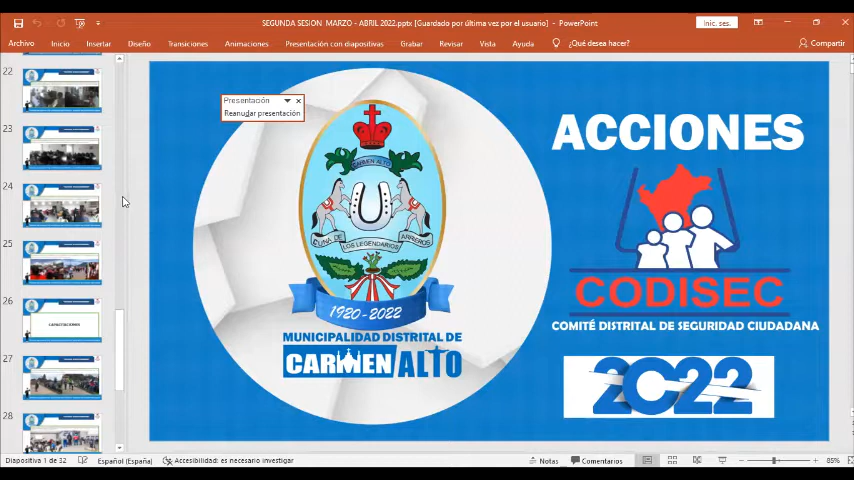 SEGUNDA SESION MARZO - ABRIL 2022.pptx [Guardado por última vez por el usuario] - PowerPoint
Inic. ses.
Archivo Inicio Insertar Diseño Transiciones Animaciones Presentación con diapositivas Grabar Revisar Vista Ayuda ¿Qué desea hacer? Compartir
22
23
24
25
26
CAPACITACIONES
27
28
Presentación
Reanudar presentación
CARMEN ALTO
CUNA DE LOS LEGENDARIOS ARRIEROS
1920-2022
MUNICIPALIDAD DISTRITAL DE
CARMEN ALTO
ACCIONES
CODISEC
COMITÉ DISTRITAL DE SEGURIDAD CIUDADANA
2022
Diapositiva 1 de 32 Español (España) Accesibilidad: es necesario investigar Notas Comentarios 85%